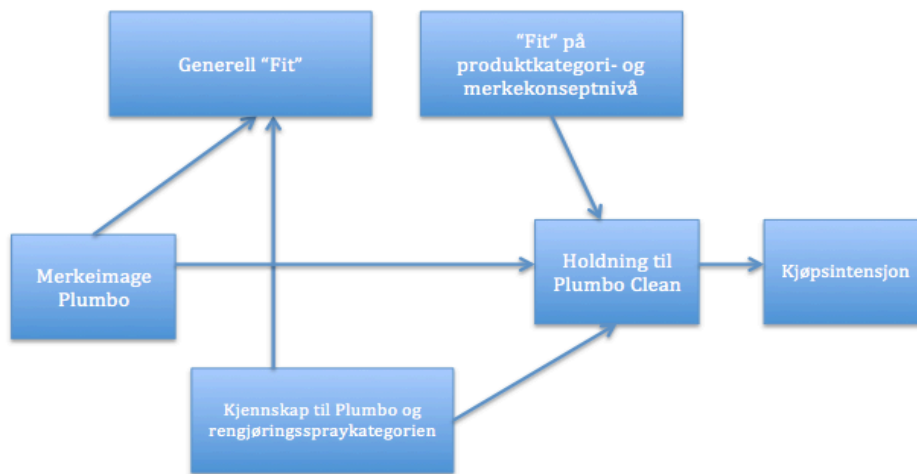 Generell “Fit”
“Fit” på
produktkategori- og
merkekonseptnivå
Merkeimage
Plumbo
Holdning til
Plumbo Clean
Kjøpsintensjon
Kjennskap til Plumbo og
rengjøringsspraykategorien